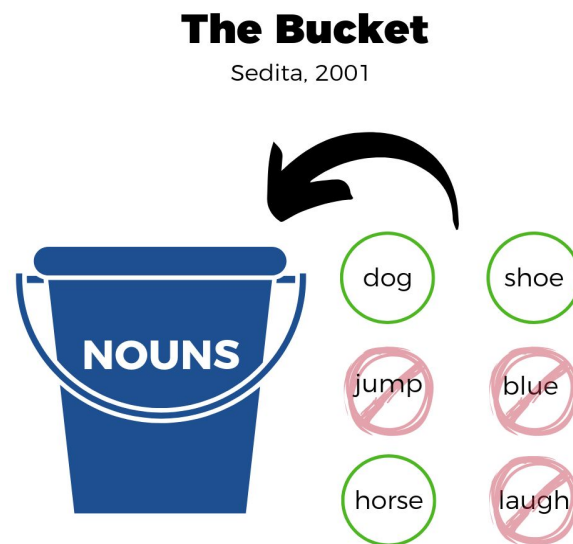 The Bucket
Sedita, 2001
NOUNS
dog
shoe
jump
blue
horse
laugh